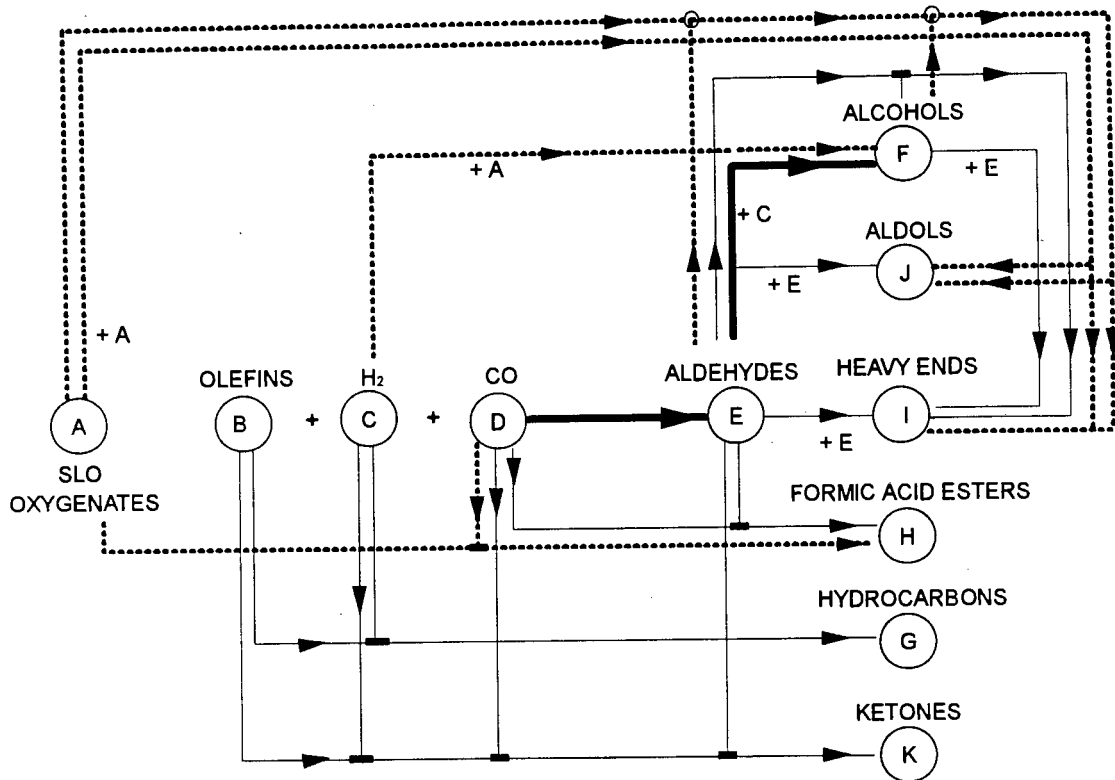 ALCOHOLS
F
+ A
+ E
+ C
ALDOLS
J
+ E
+ A
OLEFINS
H₂
CO
ALDEHYDES
HEAVY ENDS
A
B
+
C
+
D
E
+ E
I
SLO
OXYGENATES
FORMIC ACID ESTERS
H
HYDROCARBONS
G
KETONES
K